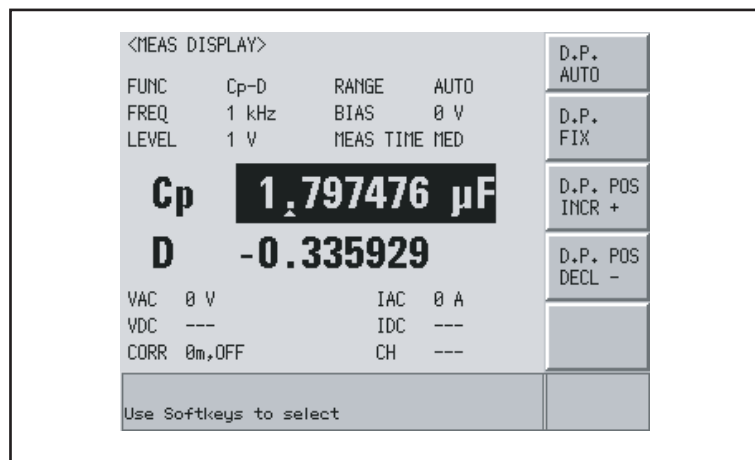 <MEAS DISPLAY>
FUNC Cp-D RANGE AUTO
FREQ 1 kHz BIAS 0 V
LEVEL 1 V MEAS TIME MED
Cp 1.797476 µF
D -0.335929
VAC 0 V IAC 0 A
VDC --- IDC ---
CORR 0m,OFF CH ---
Use Softkeys to select
D.P.
AUTO
D.P.
FIX
D.P. POS
INCR +
D.P. POS
DECL -